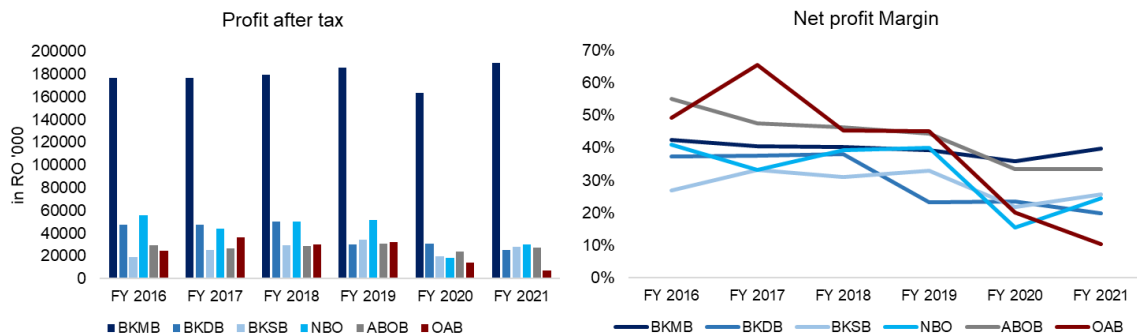 Profit after tax
in RO '000
200000
180000
160000
140000
120000
100000
80000
60000
40000
20000
0
FY 2016 FY 2017 FY 2018 FY 2019 FY 2020 FY 2021
BKMB BKDB BKSB NBO ABOB OAB
Net profit Margin
70%
60%
50%
40%
30%
20%
10%
0%
FY 2016 FY 2017 FY 2018 FY 2019 FY 2020 FY 2021
BKMB BKDB BKSB NBO ABOB OAB